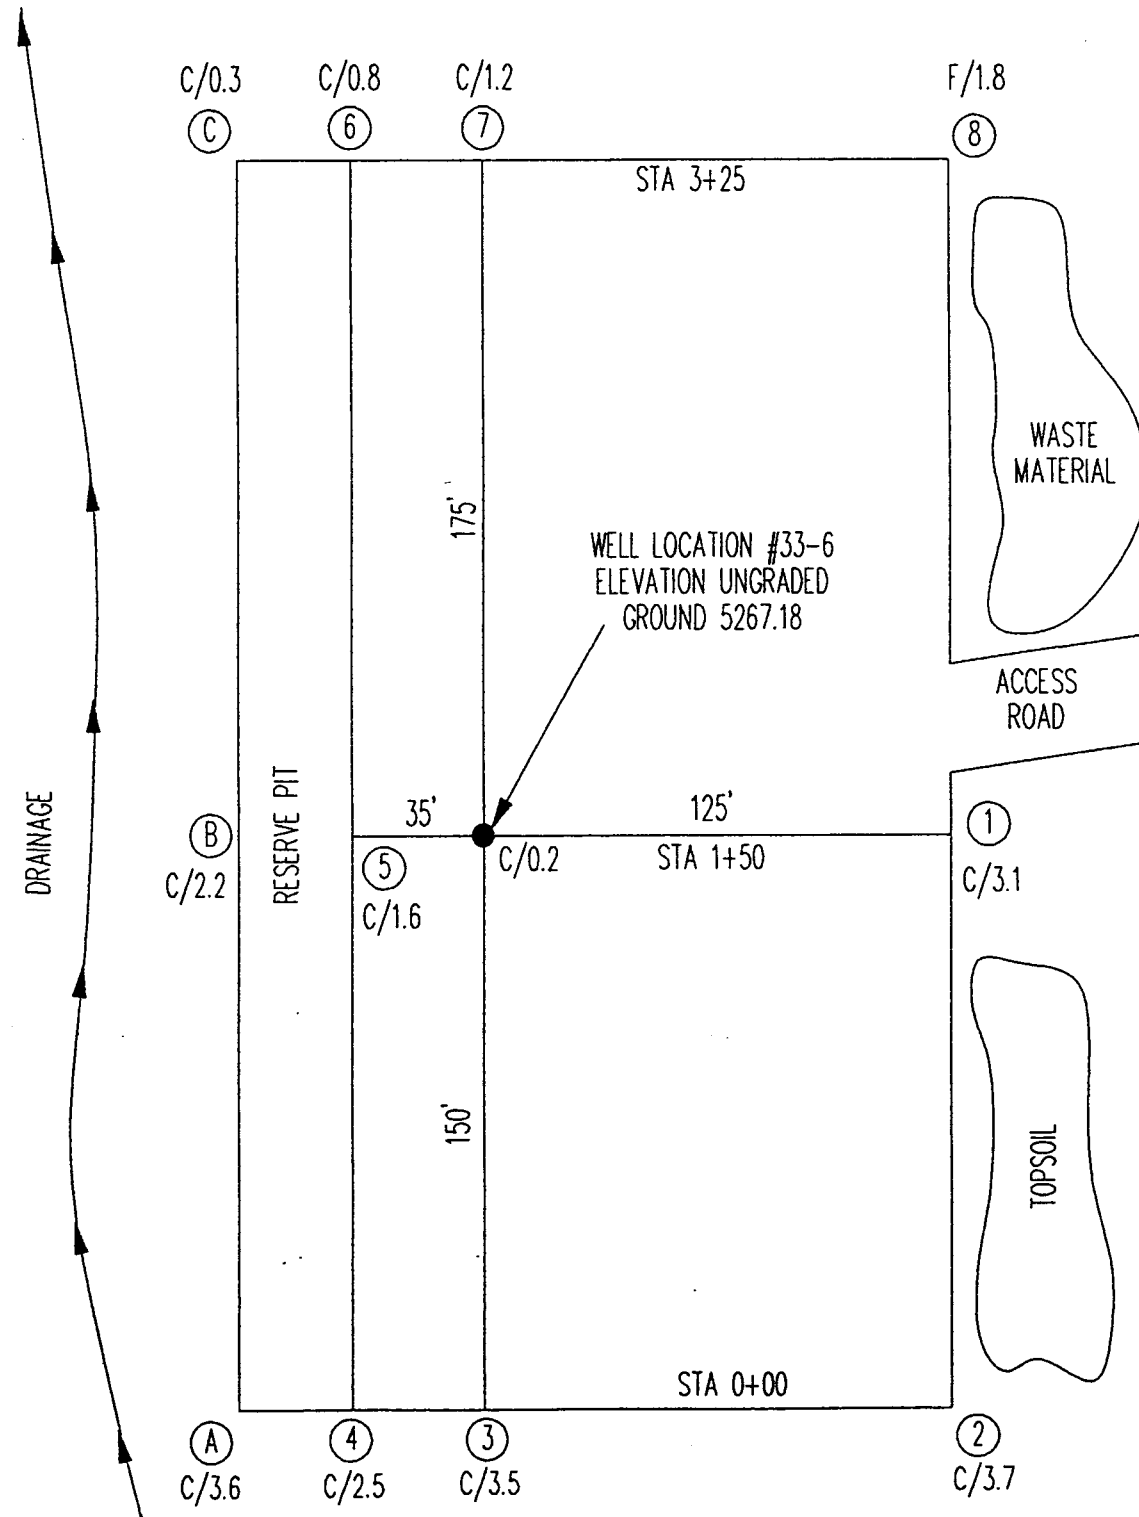 C/0.3
C/0.8
C/1.2
F/1.8
C
6
7
8
STA 3+25
WASTE
MATERIAL
175'
WELL LOCATION #33-6
ELEVATION UNGRADED
GROUND 5267.18
ACCESS
ROAD
DRAINAGE
RESERVE PIT
35'
125'
B
1
C/2.2
5
C/0.2
STA 1+50
C/3.1
C/1.6
150'
TOPSOIL
STA 0+00
A
4
3
2
C/3.6
C/2.5
C/3.5
C/3.7